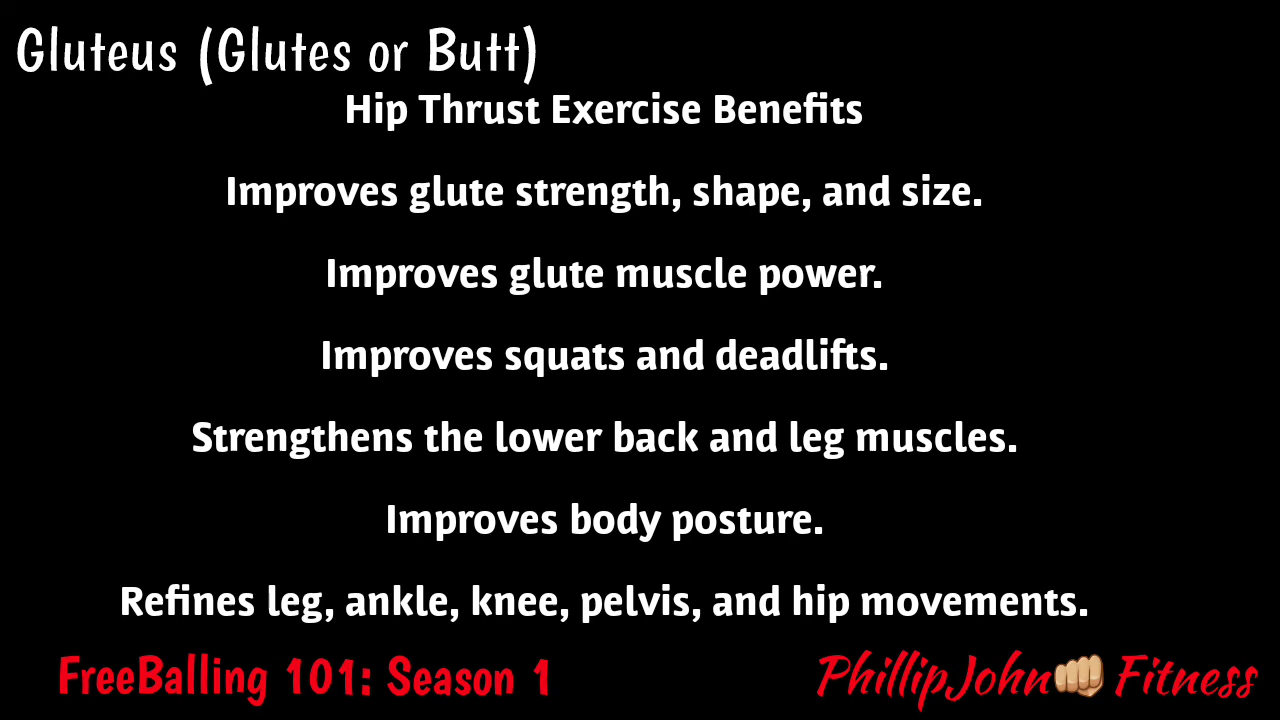 Gluteus (Glutes or Butt)
Hip Thrust Exercise Benefits
Improves glute strength, shape, and size.
Improves glute muscle power.
Improves squats and deadlifts.
Strengthens the lower back and leg muscles.
Improves body posture.
Refines leg, ankle, knee, pelvis, and hip movements.
FreeBalling 101: Season 1
PhillipJohn👊🏼 Fitness